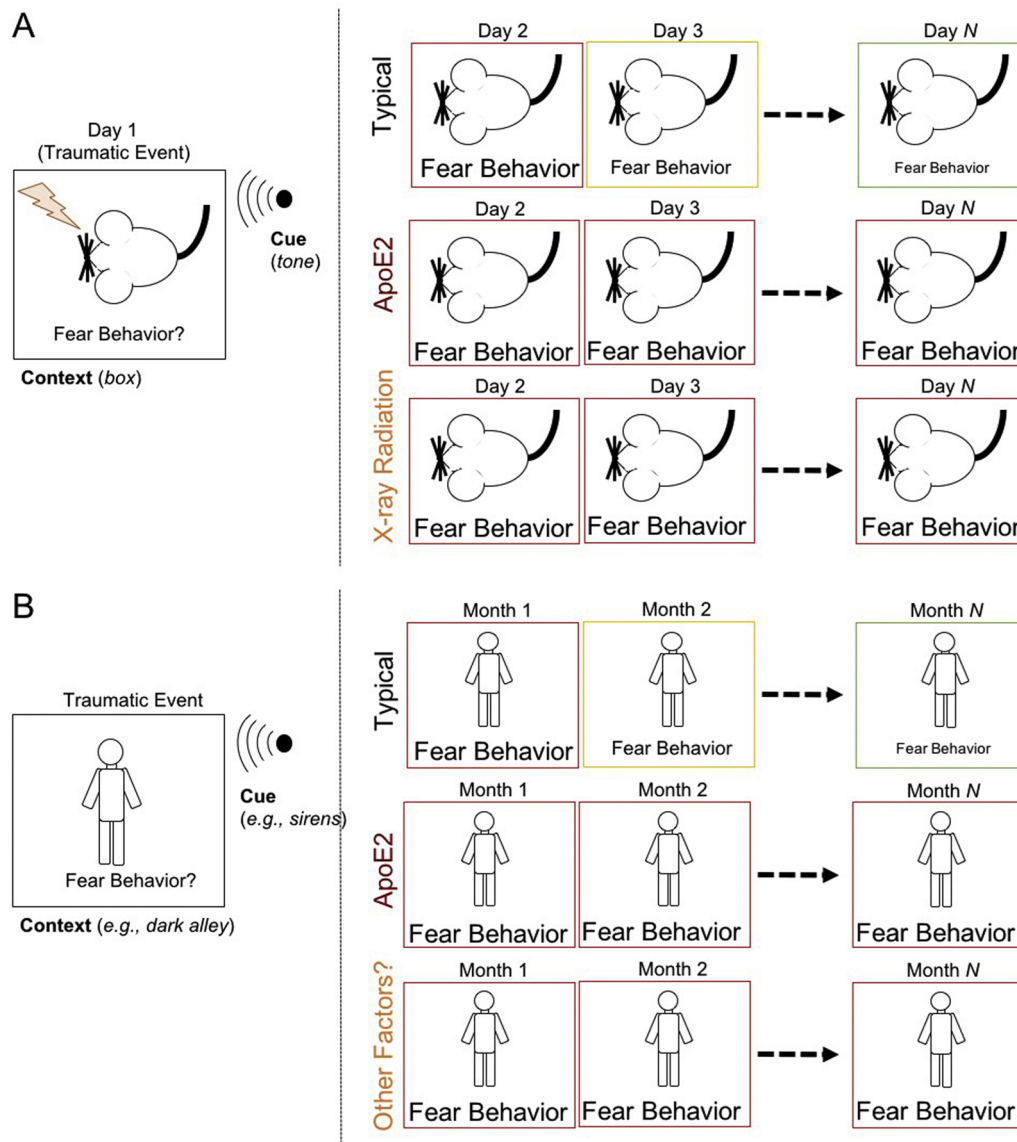 A
Day 1
(Traumatic Event)
Fear Behavior?
Context (box)
Cue
(tone)
Typical
Day 2
Day 3
Day N
Fear Behavior
Fear Behavior
Fear Behavior
ApoE2
Day 2
Day 3
Day N
Fear Behavior
Fear Behavior
Fear Behavior
X-ray Radiation
Day 2
Day 3
Day N
Fear Behavior
Fear Behavior
Fear Behavior
B
Traumatic Event
Fear Behavior?
Context (e.g., dark alley)
Cue
(e.g., sirens)
Typical
Month 1
Month 2
Month N
Fear Behavior
Fear Behavior
Fear Behavior
ApoE2
Month 1
Month 2
Month N
Fear Behavior
Fear Behavior
Fear Behavior
Other Factors?
Month 1
Month 2
Month N
Fear Behavior
Fear Behavior
Fear Behavior